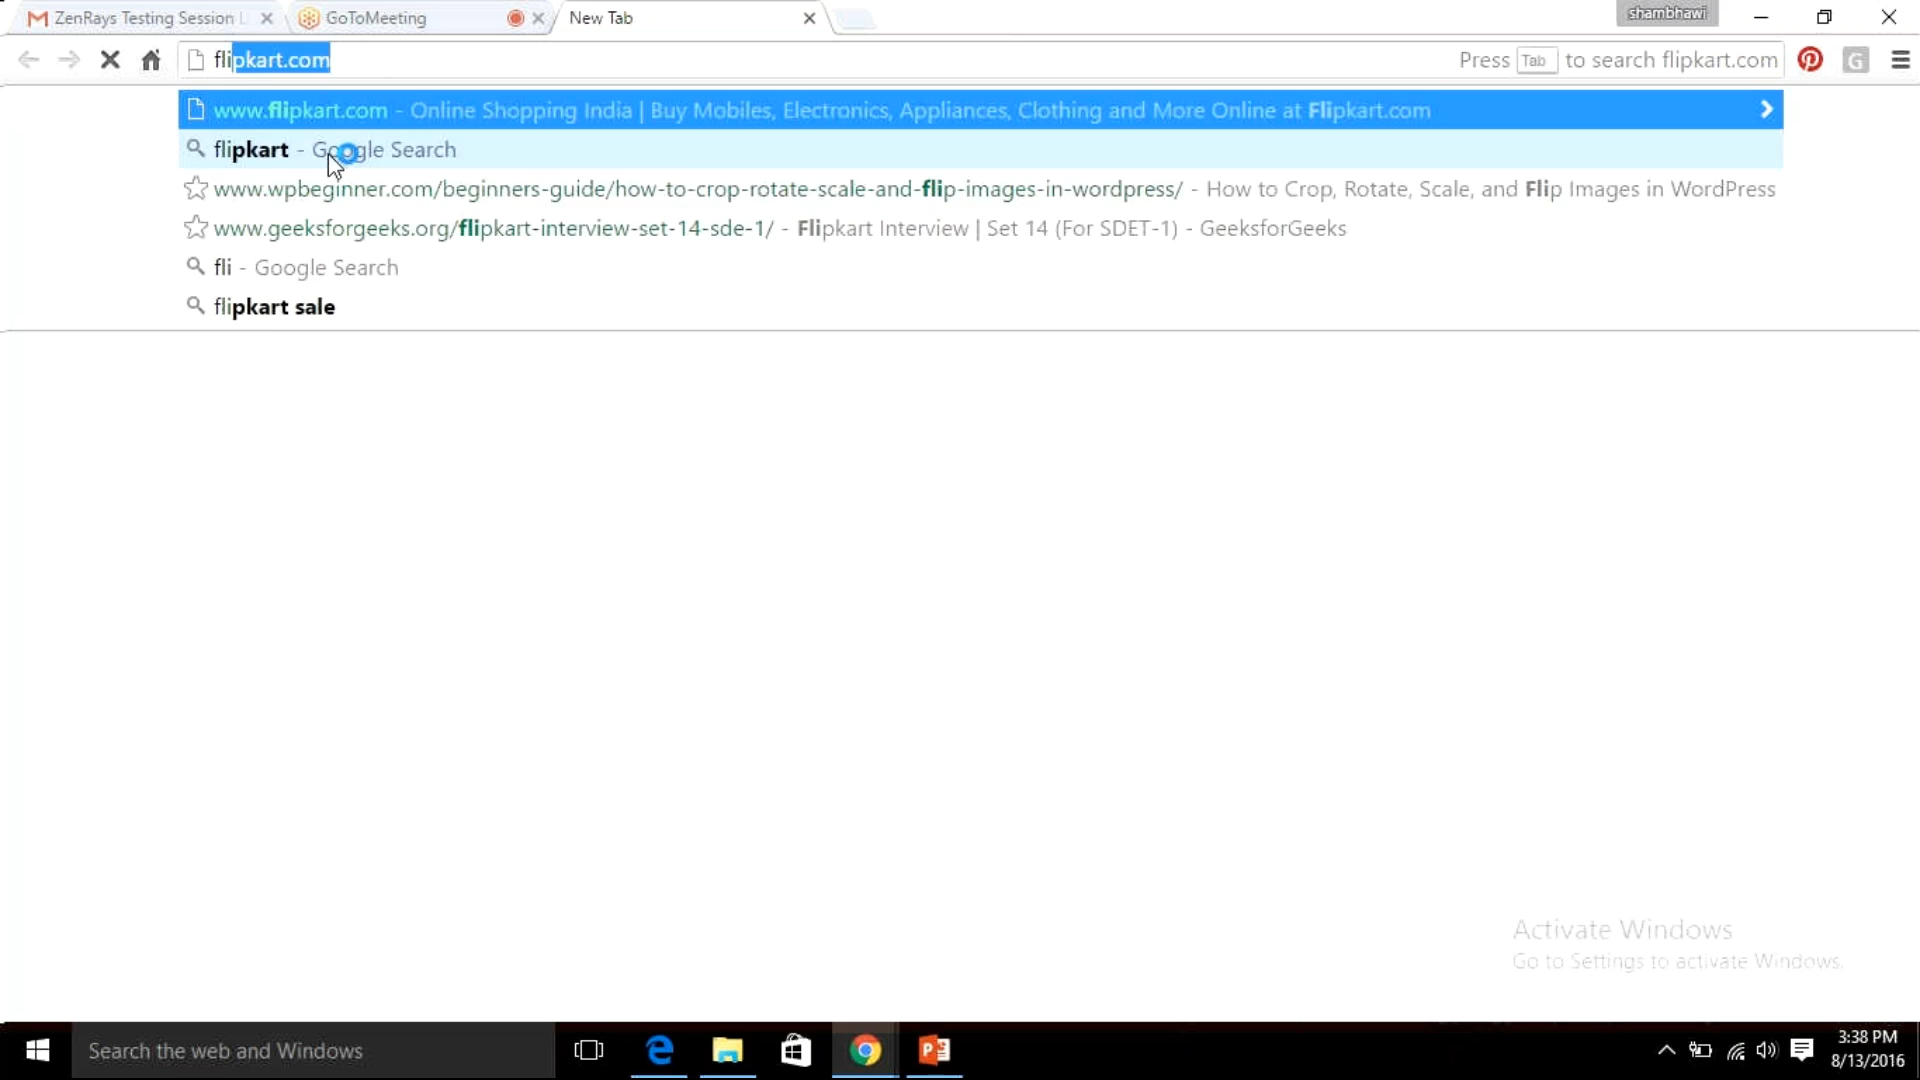 ZenRays Testing Session
GoToMeeting
New Tab
shambhawi
flipkart.com
Press Tab to search flipkart.com
G
www.flipkart.com - Online Shopping India | Buy Mobiles, Electronics, Appliances, Clothing and More Online at Flipkart.com
flipkart - Google Search
www.wpbeginner.com/beginners-guide/how-to-crop-rotate-scale-and-flip-images-in-wordpress/ - How to Crop, Rotate, Scale, and Flip Images in WordPress
www.geeksforgeeks.org/flipkart-interview-set-14-sde-1/ - Flipkart Interview | Set 14 (For SDET-1) - GeeksforGeeks
fli - Google Search
flipkart sale
Activate Windows
Go to Settings to activate Windows.
Search the web and Windows
3:38 PM
8/13/2016